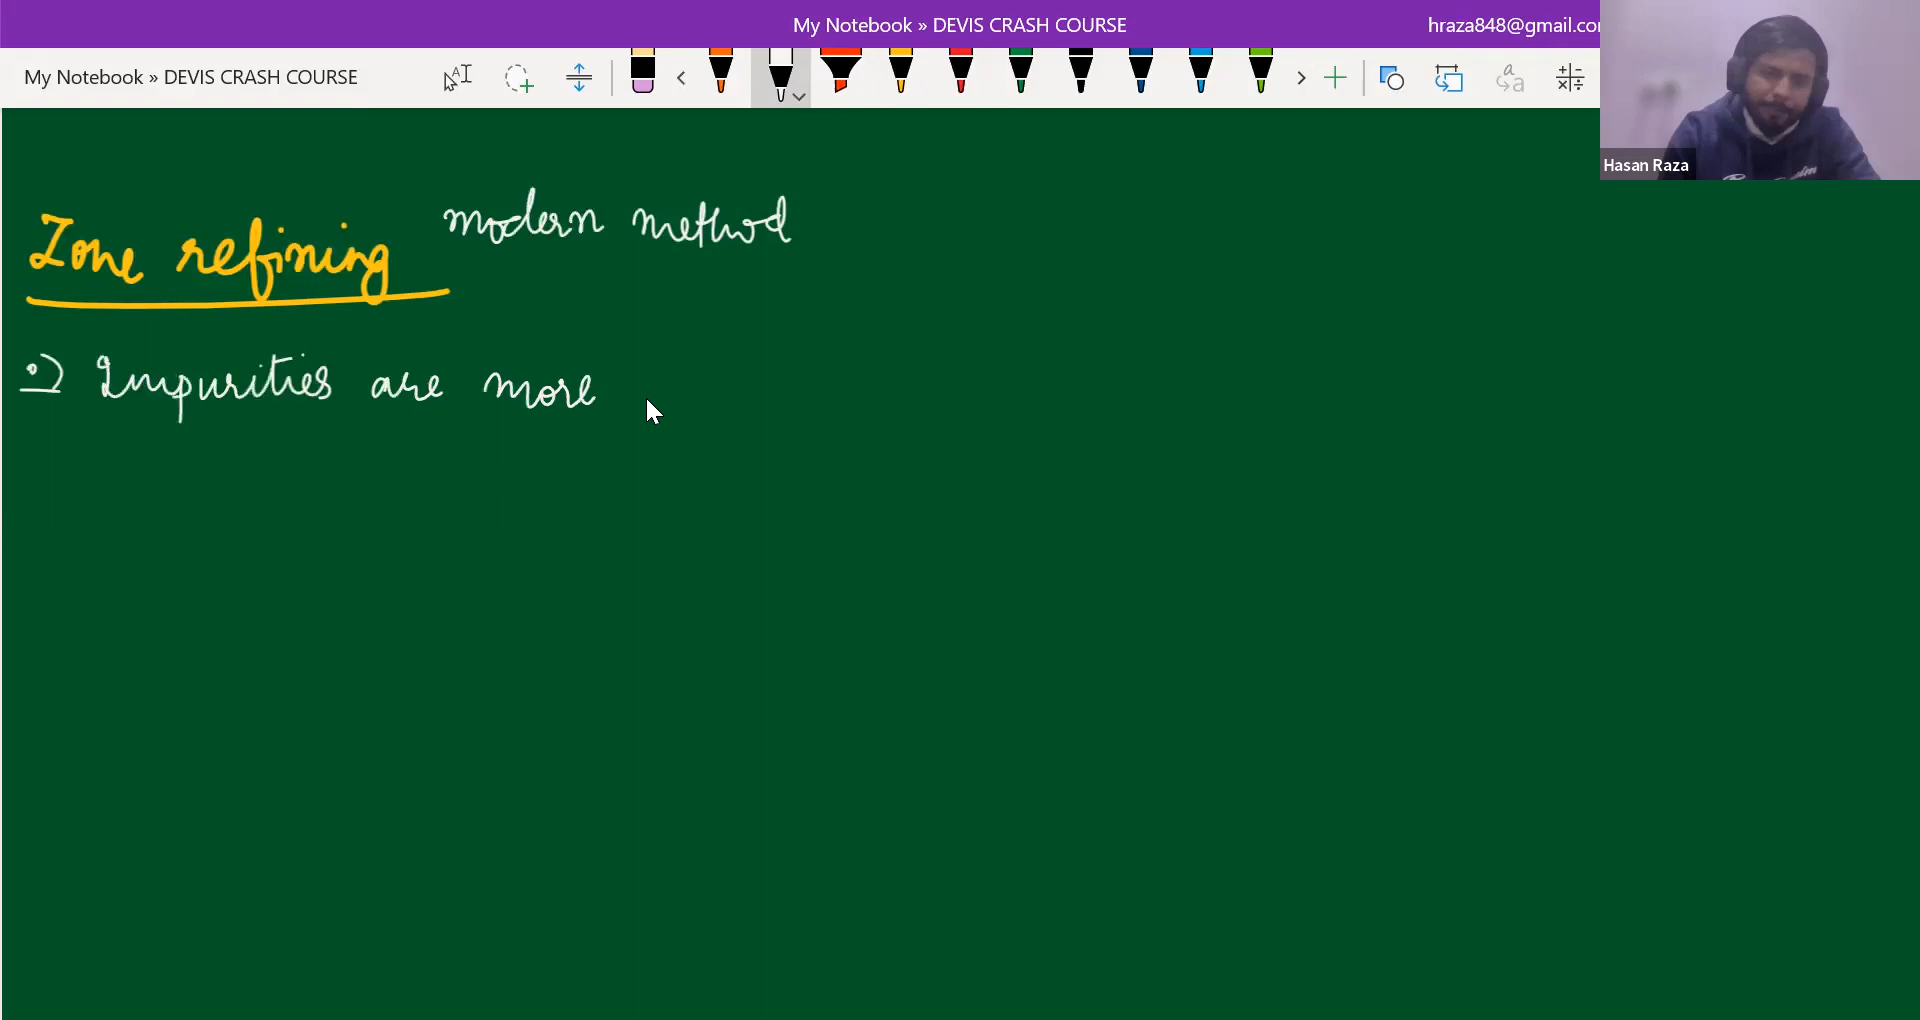 My Notebook » DEVIS CRASH COURSE
hraza848@gmail.co
My Notebook » DEVIS CRASH COURSE
Hasan Raza
Zone refining modern method
Impurities are more